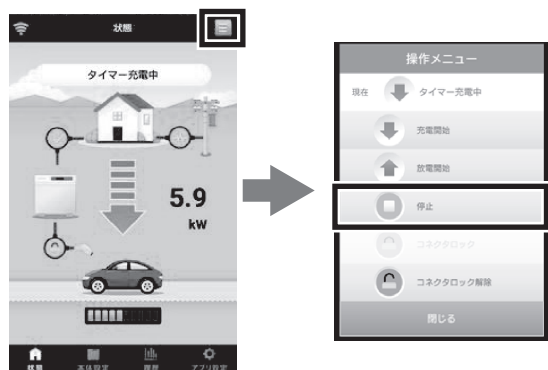 状態
タイマー充電中
5.9
kW
状態
本体設定
履歴
アプリ設定
操作メニュー
現在 タイマー充電中
充電開始
放電開始
停止
コネクタロック
コネクタロック解除
閉じる